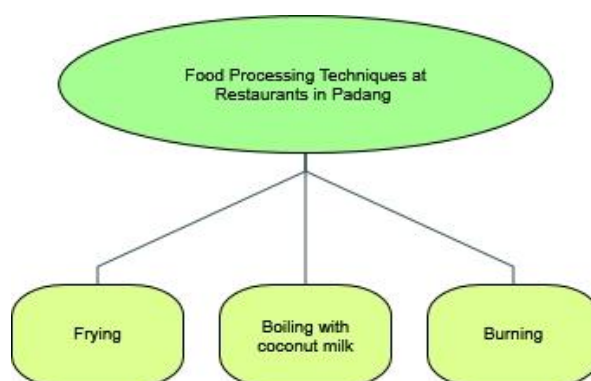 Food Processing Techniques at
Restaurants in Padang
Frying
Boiling with
coconut milk
Burning